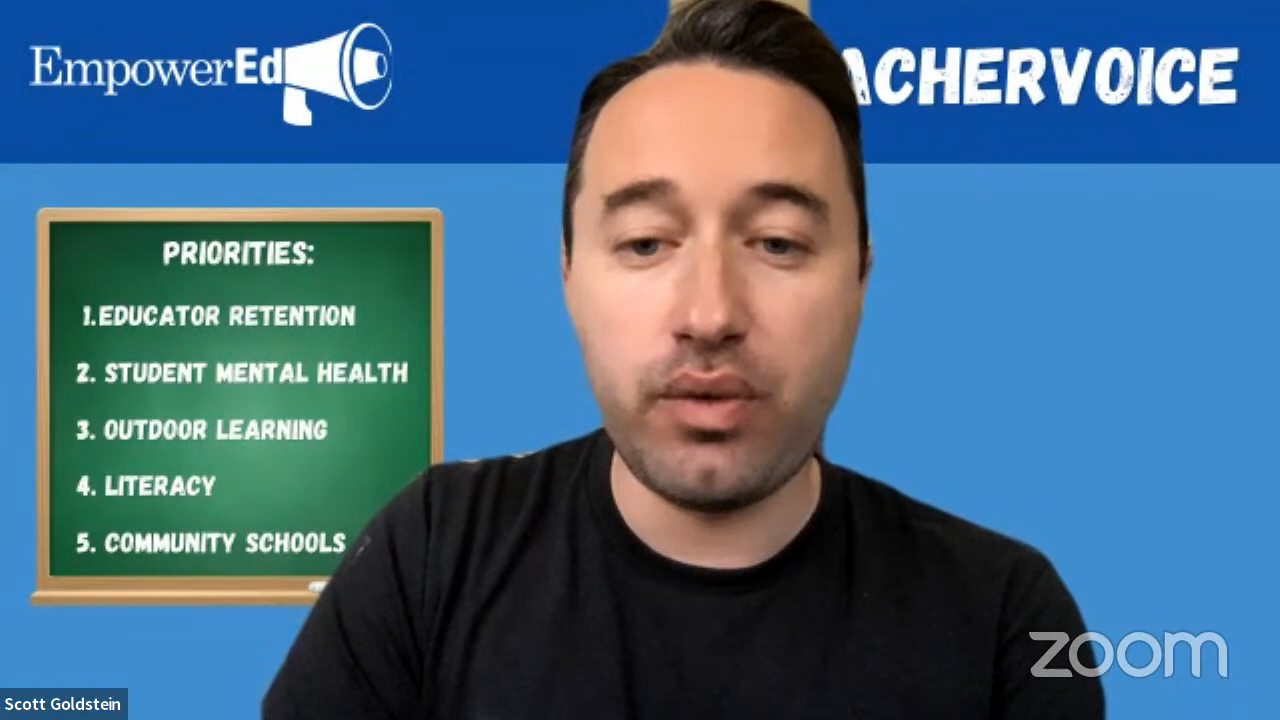 EmpowerEd
ACHERVOICE
PRIORITIES:
1.EDUCATOR RETENTION
2. STUDENT MENTAL HEALTH
3. OUTDOOR LEARNING
4. LITERACY
5. COMMUNITY SCHOOLS
zoom
Scott Goldstein